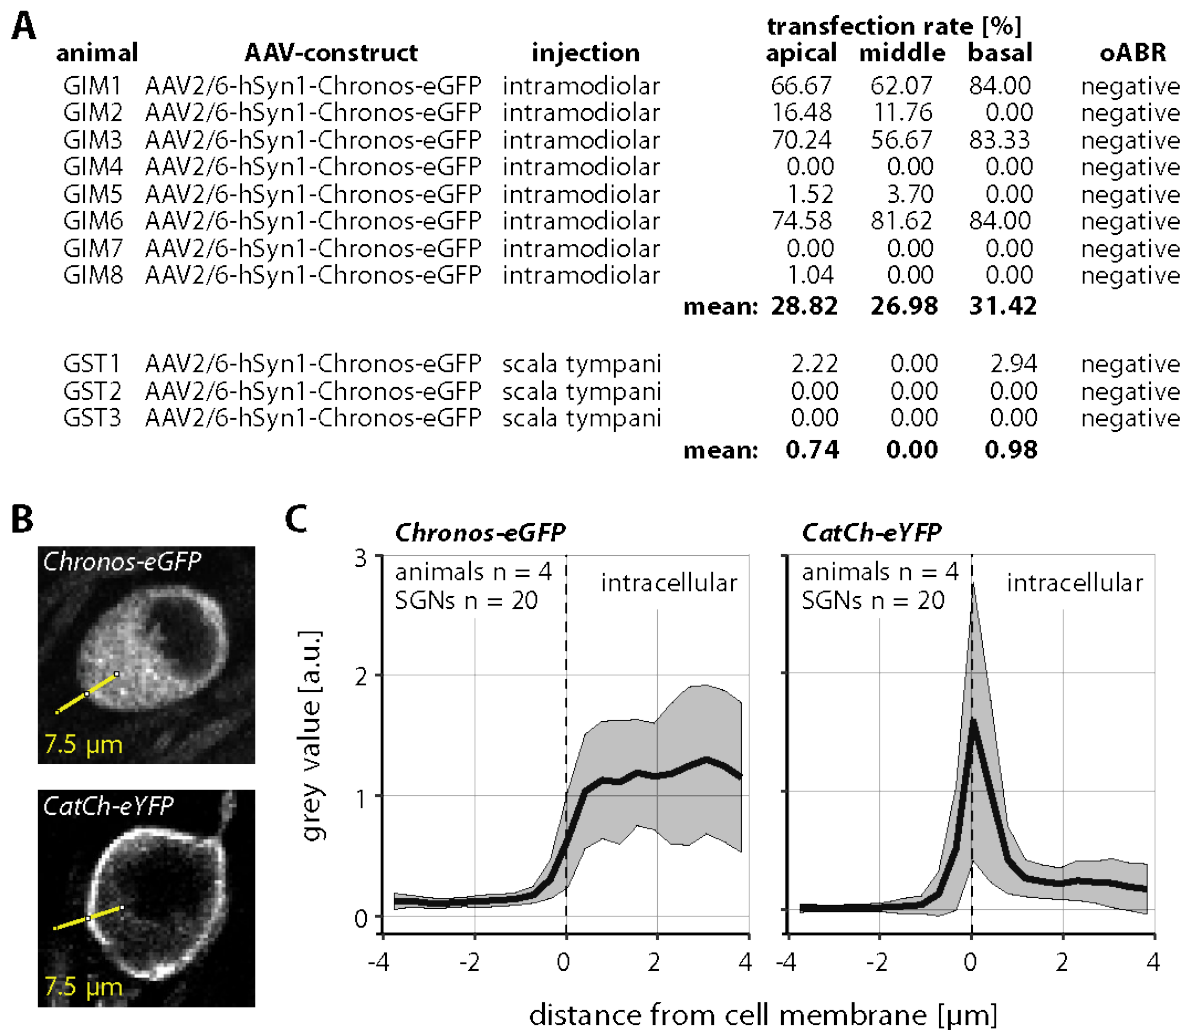 A
transfection rate [%]
animal AAV-construct injection apical middle basal oABR
GIM1 AAV2/6-hSyn1-Chronos-eGFP intramodiolar 66.67 62.07 84.00 negative
GIM2 AAV2/6-hSyn1-Chronos-eGFP intramodiolar 16.48 11.76 0.00 negative
GIM3 AAV2/6-hSyn1-Chronos-eGFP intramodiolar 70.24 56.67 83.33 negative
GIM4 AAV2/6-hSyn1-Chronos-eGFP intramodiolar 0.00 0.00 0.00 negative
GIM5 AAV2/6-hSyn1-Chronos-eGFP intramodiolar 1.52 3.70 0.00 negative
GIM6 AAV2/6-hSyn1-Chronos-eGFP intramodiolar 74.58 81.62 84.00 negative
GIM7 AAV2/6-hSyn1-Chronos-eGFP intramodiolar 0.00 0.00 0.00 negative
GIM8 AAV2/6-hSyn1-Chronos-eGFP intramodiolar 1.04 0.00 0.00 negative
mean: 28.82 26.98 31.42
GST1 AAV2/6-hSyn1-Chronos-eGFP scala tympani 2.22 0.00 2.94 negative
GST2 AAV2/6-hSyn1-Chronos-eGFP scala tympani 0.00 0.00 0.00 negative
GST3 AAV2/6-hSyn1-Chronos-eGFP scala tympani 0.00 0.00 0.00 negative
mean: 0.74 0.00 0.98
B
Chronos-eGFP
7.5 µm
CatCh-eYFP
7.5 µm
C
Chronos-eGFP
animals n = 4
SGNs n = 20
intracellular
CatCh-eYFP
animals n = 4
SGNs n = 20
intracellular
grey value [a.u.]
3
2
1
0
-4 -2 0 2 4
-4 -2 0 2 4
distance from cell membrane [µm]